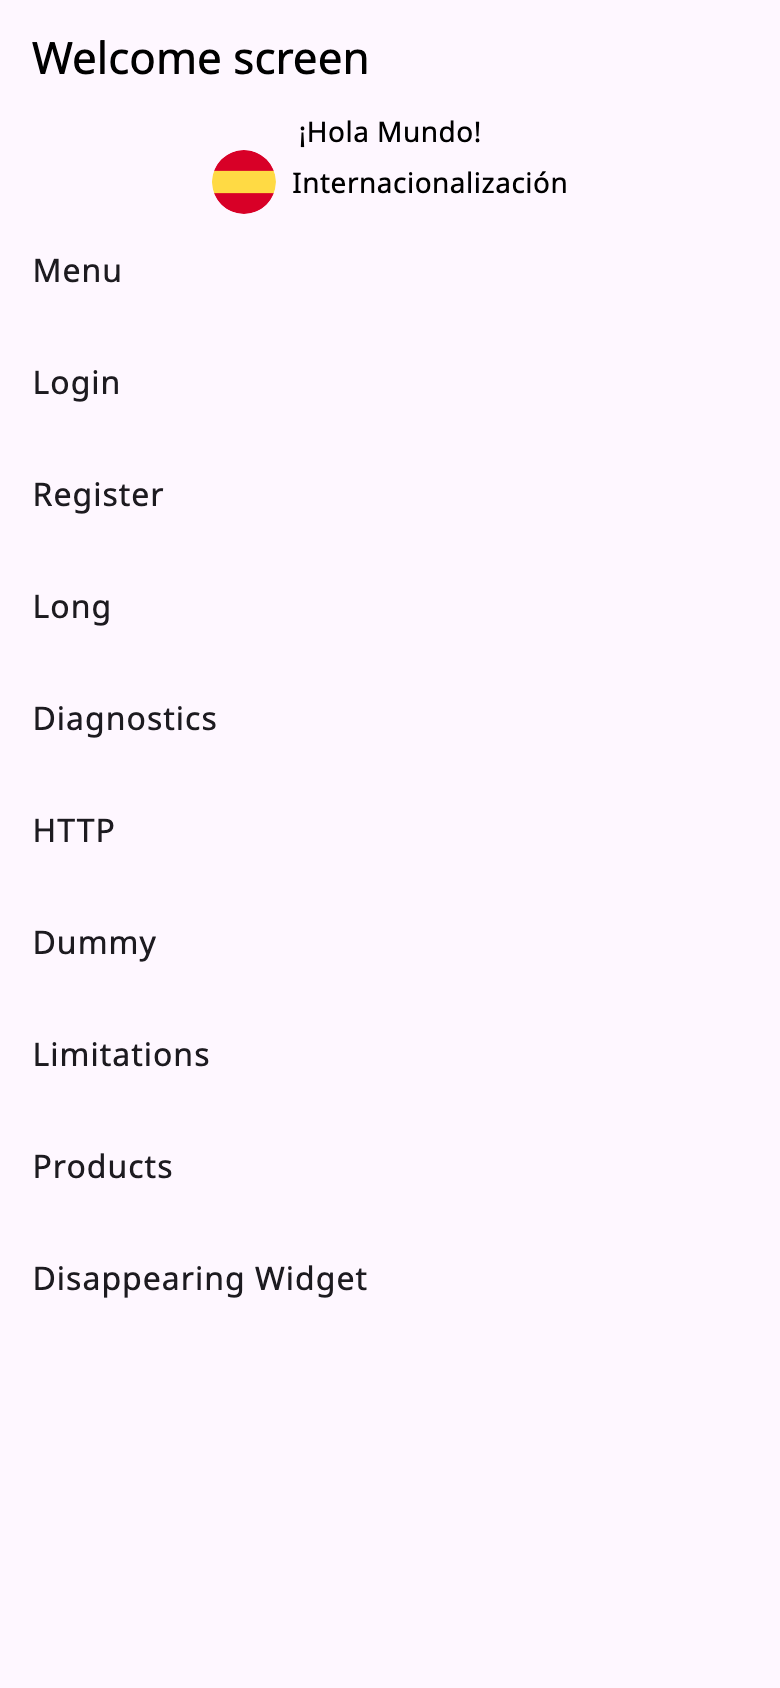 Welcome screen
¡Hola Mundo!
Internacionalización
Menu
Login
Register
Long
Diagnostics
HTTP
Dummy
Limitations
Products
Disappearing Widget